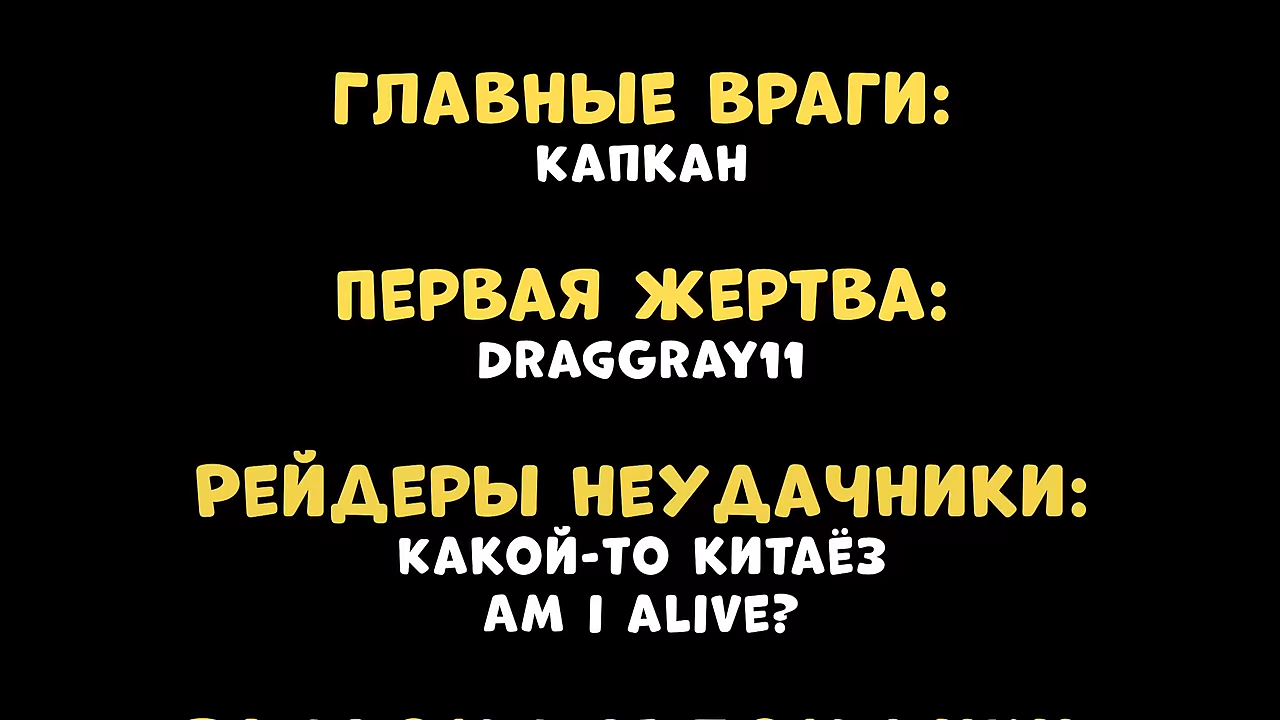 ГЛАВНЫЕ ВРАГИ:
КАПКАН
ПЕРВАЯ ЖЕРТВА:
DRAGGRAY11
РЕЙДЕРЫ НЕУДАЧНИКИ:
КАКОЙ-ТО КИТАЁЗ
AM I ALIVE?